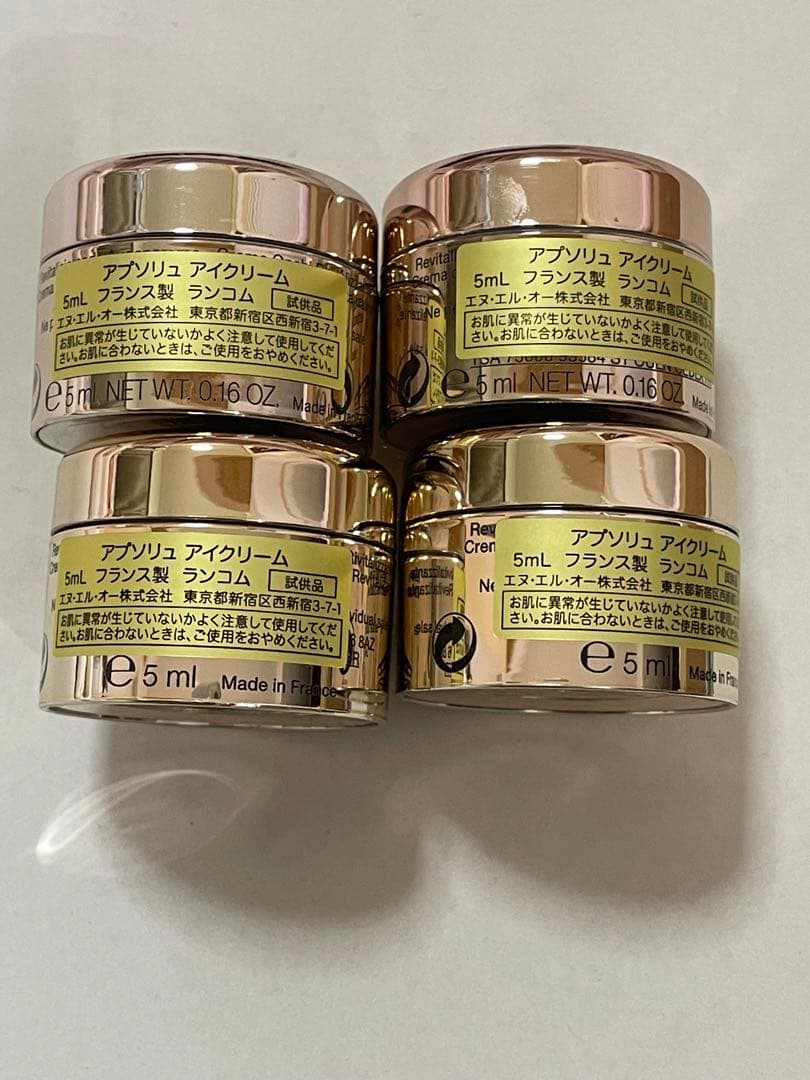 アプソリュ アイクリーム
5mL フランス製 ランコム 試供品
エヌ・エル・オー株式会社 東京都新宿区西新宿3-7-1
お肌に異常が生じていないかよく注意して使用してくだ
さい。お肌に合わないときは、ご使用をおやめください。
e 5 ml NET WT. 0.16 OZ. Made in
Crema
アプソリュ アイクリーム
5mL フランス製 ランコム 試供品
エヌ・エル・オー株式会社 東京都新宿区西新宿3-7-
お肌に異常が生じていないかよく注意して使用して
さい。お肌に合わないときは、ご使用をおやめください。
e 5 ml NET WT. 0.16 OZ. Made
アプソリュ アイクリーム
5mL フランス製 ランコム 試供品
エヌ・エル・オー株式会社 東京都新宿区西新宿3-7-1
お肌に異常が生じていないかよく注意して使用してくだ
さい。お肌に合わないときは、ご使用をおやめください。
e 5 ml Made in France
アプソリュ アイクリーム
5mL フランス製 ランコム 試供品
エヌ・エル・オー株式会社 東京都新宿区西新宿3-
お肌に異常が生じていないかよく注意して使用して
さい。お肌に合わないときは、ご使用をおやめください。
e 5 ml Made in Franc